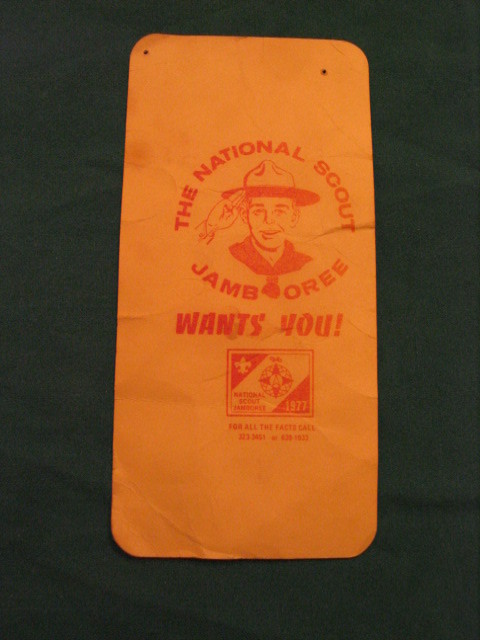 THE NATIONAL SCOUT
JAMBOREE
WANTS YOU!
NATIONAL
SCOUT
JAMBOREE
1977
FOR ALL THE FACTS CALL